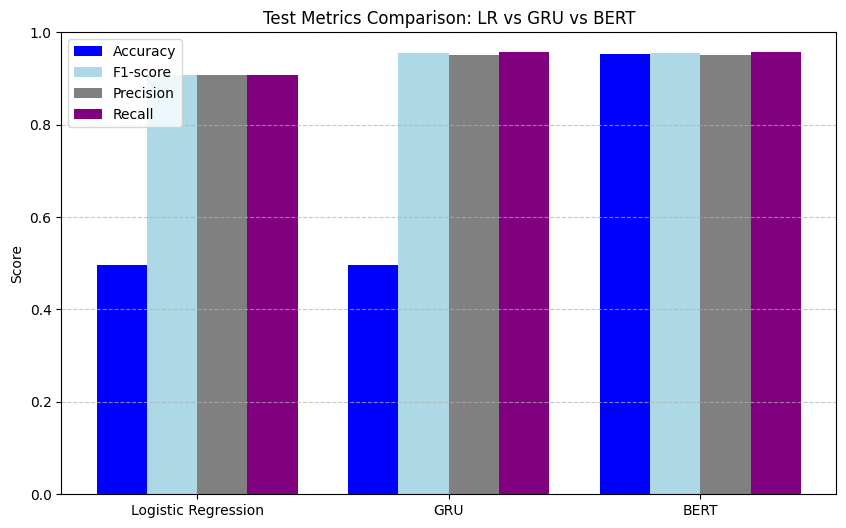 Test Metrics Comparison: LR vs GRU vs BERT
1.0
0.8
0.6
0.4
0.2
0.0
Score
Accuracy
F1-score
Precision
Recall
Logistic Regression
GRU
BERT